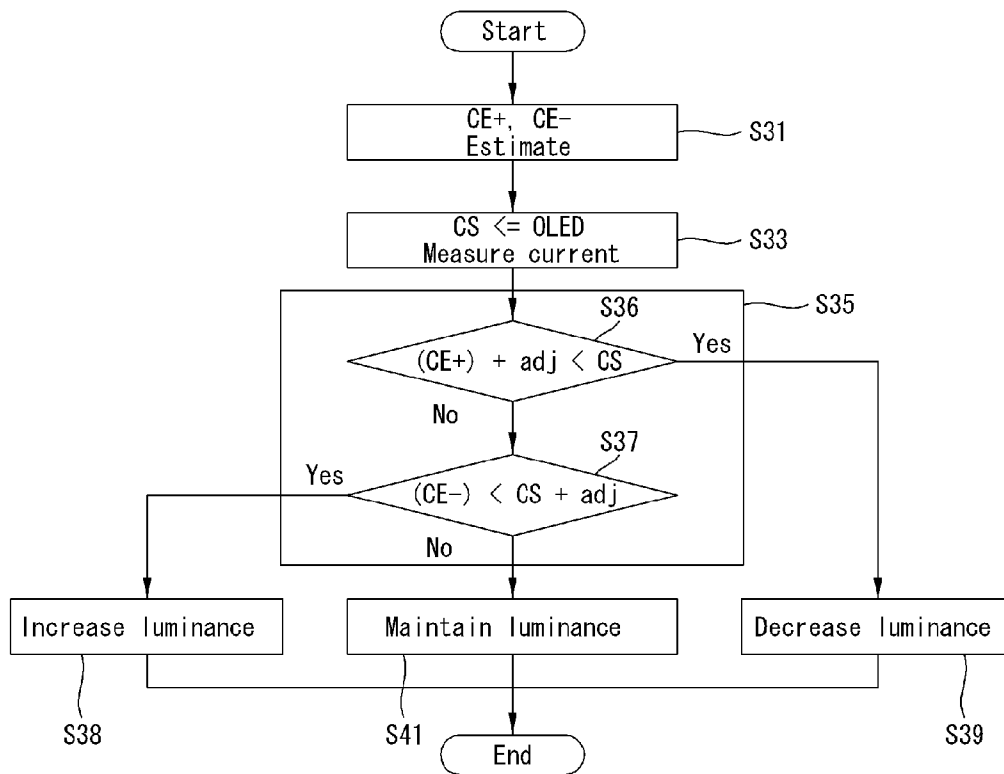 Start
CE+, CE-
Estimate
S31
CS <= OLED
Measure current
S33
S35
S36
(CE+) + adj < CS
Yes
No
S37
Yes
(CE-) < CS + adj
No
Increase luminance
Maintain luminance
Decrease luminance
S38
S41
S39
End